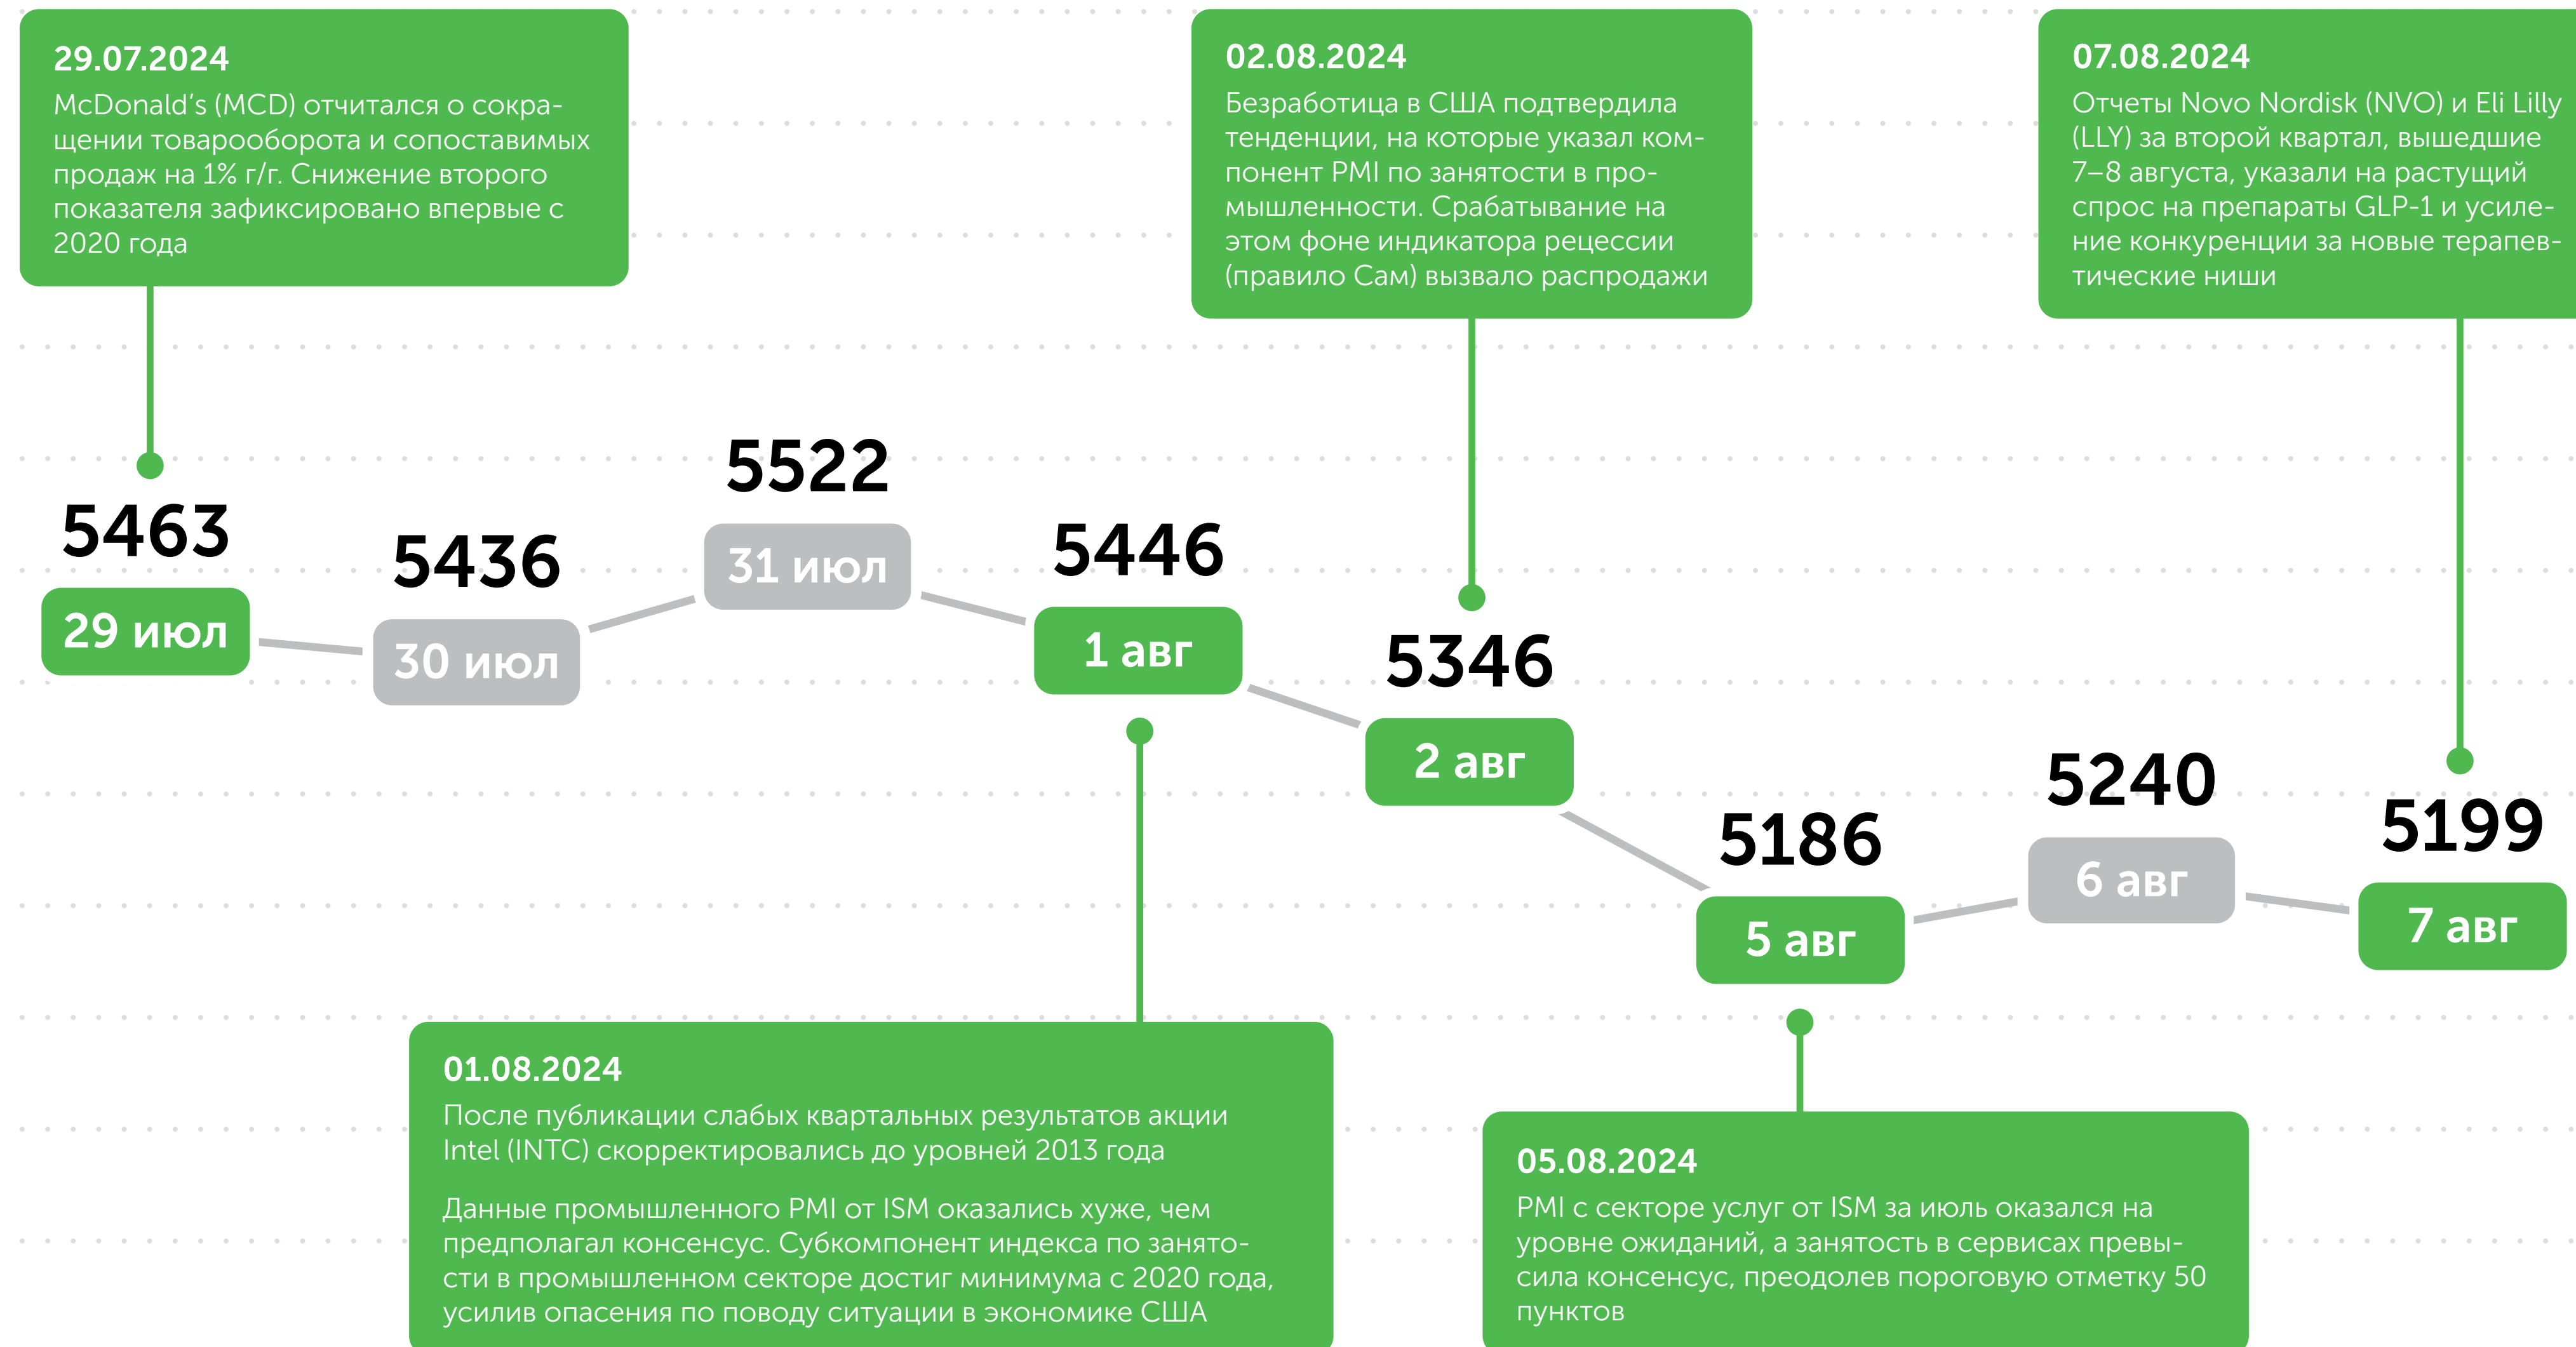 29.07.2024
McDonald’s (MCD) отчитался о сокра-
щении товарооборота и сопоставимых
продаж на 1% г/г. Снижение второго
показателя зафиксировано впервые с
2020 года
02.08.2024
Безработица в США подтвердила
тенденции, на которые указал ком-
понент PMI по занятости в про-
мышленности. Срабатывание на
этом фоне индикатора рецессии
(правило Сам) вызвало распродажи
07.08.2024
Отчеты Novo Nordisk (NVO) и Eli Lilly
(LLY) за второй квартал, вышедшие
7–8 августа, указали на растущий
спрос на препараты GLP-1 и усиле-
ние конкуренции за новые терапев-
тические ниши
5463
29 июл
5436
30 июл
5522
31 июл
5446
1 авг
5346
2 авг
5186
5 авг
5240
6 авг
5199
7 авг
01.08.2024
После публикации слабых квартальных результатов акции
Intel (INTC) скорректировались до уровней 2013 года
Данные промышленного PMI от ISM оказались хуже, чем
предполагал консенсус. Субкомпонент индекса по занято-
сти в промышленном секторе достиг минимума с 2020 года,
усилив опасения по поводу ситуации в экономике США
05.08.2024
PMI с секторе услуг от ISM за июль оказался на
уровне ожиданий, а занятость в сервисах превы-
сила консенсус, преодолев пороговую отметку 50
пунктов